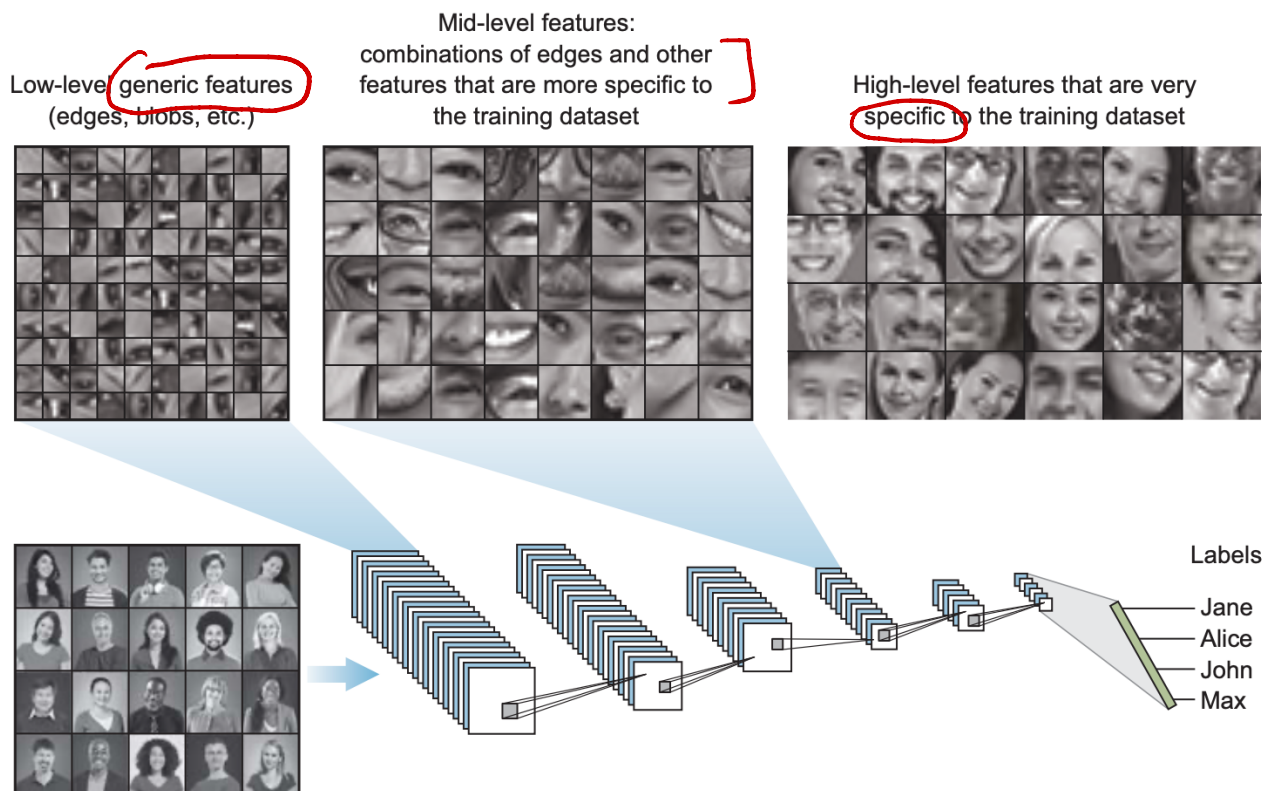 Low-level generic features
(edges, blobs, etc.)
Mid-level features:
combinations of edges and other
features that are more specific to
the training dataset
High-level features that are very
specific to the training dataset
Labels
Jane
Alice
John
Max